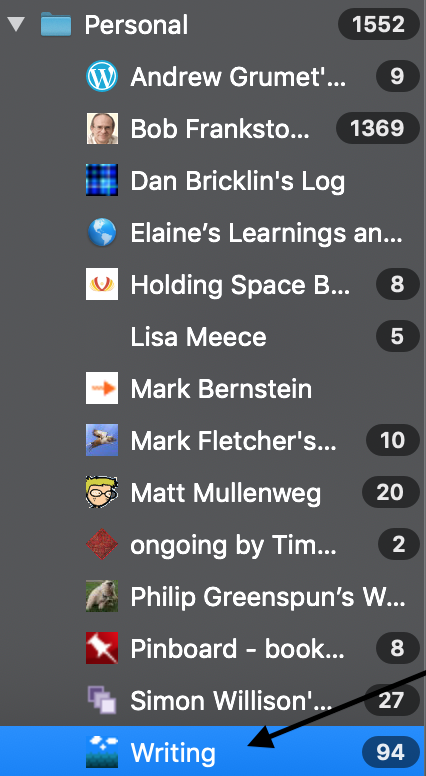 Personal 1552
Andrew Grumet'... 9
Bob Franksto... 1369
Dan Bricklin's Log
Elaine’s Learnings an...
Holding Space B... 8
Lisa Meece 5
Mark Bernstein
Mark Fletcher's... 10
Matt Mullenweg 20
ongoing by Tim... 2
Philip Greenspun’s W...
Pinboard - book... 8
Simon Willison'... 27
Writing 94